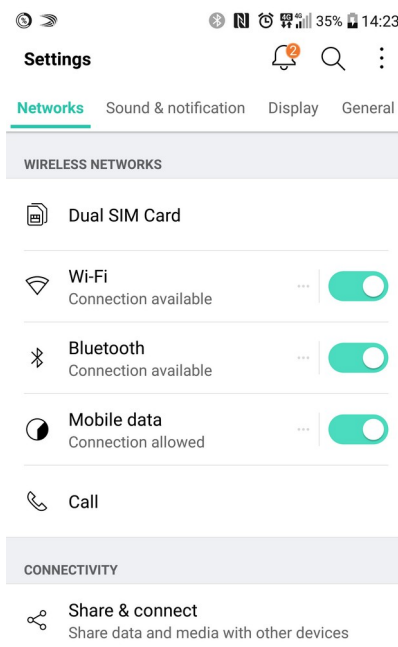 35% 14:23
Settings
2
Networks Sound & notification Display General
WIRELESS NETWORKS
Dual SIM Card
Wi-Fi
Connection available
Bluetooth
Connection available
Mobile data
Connection allowed
Call
CONNECTIVITY
Share & connect
Share data and media with other devices